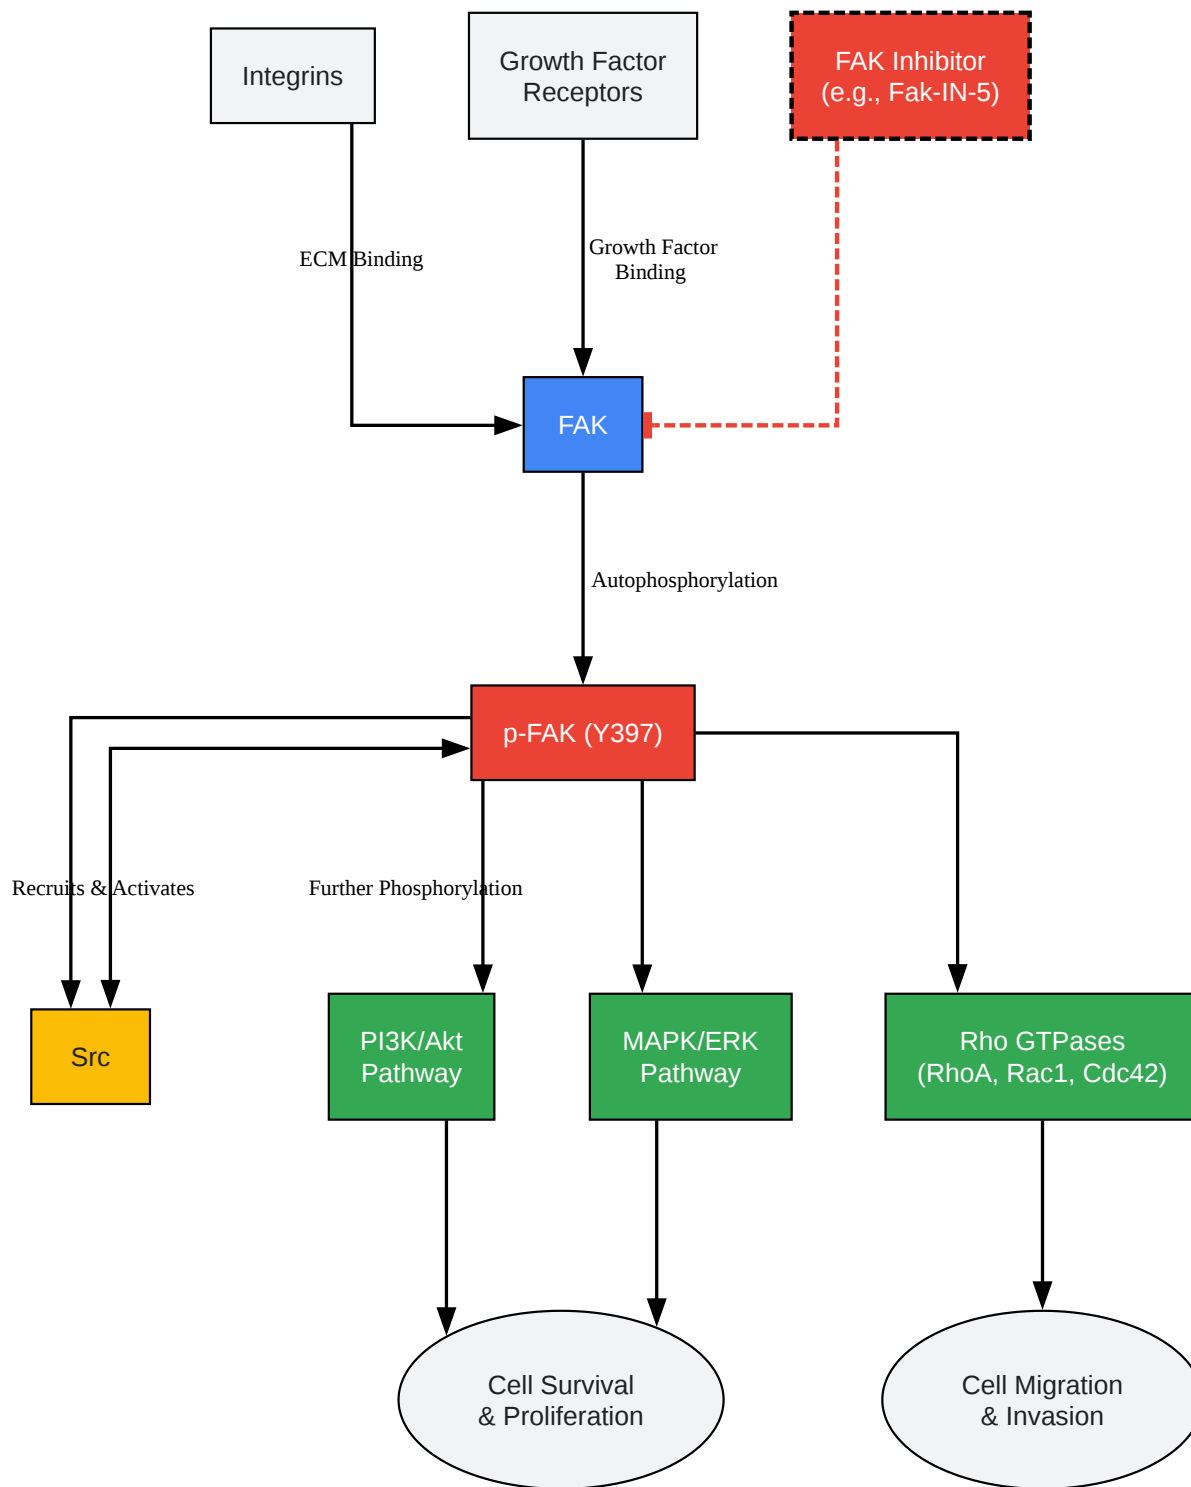 Integrins
Growth Factor
Receptors
FAK Inhibitor
(e.g., Fak-IN-5)
ECM Binding
Growth Factor
Binding
FAK
Autophosphorylation
p-FAK (Y397)
Recruits & Activates
Further Phosphorylation
Src
PI3K/Akt
Pathway
MAPK/ERK
Pathway
Rho GTPases
(RhoA, Rac1, Cdc42)
Cell Survival
& Proliferation
Cell Migration
& Invasion